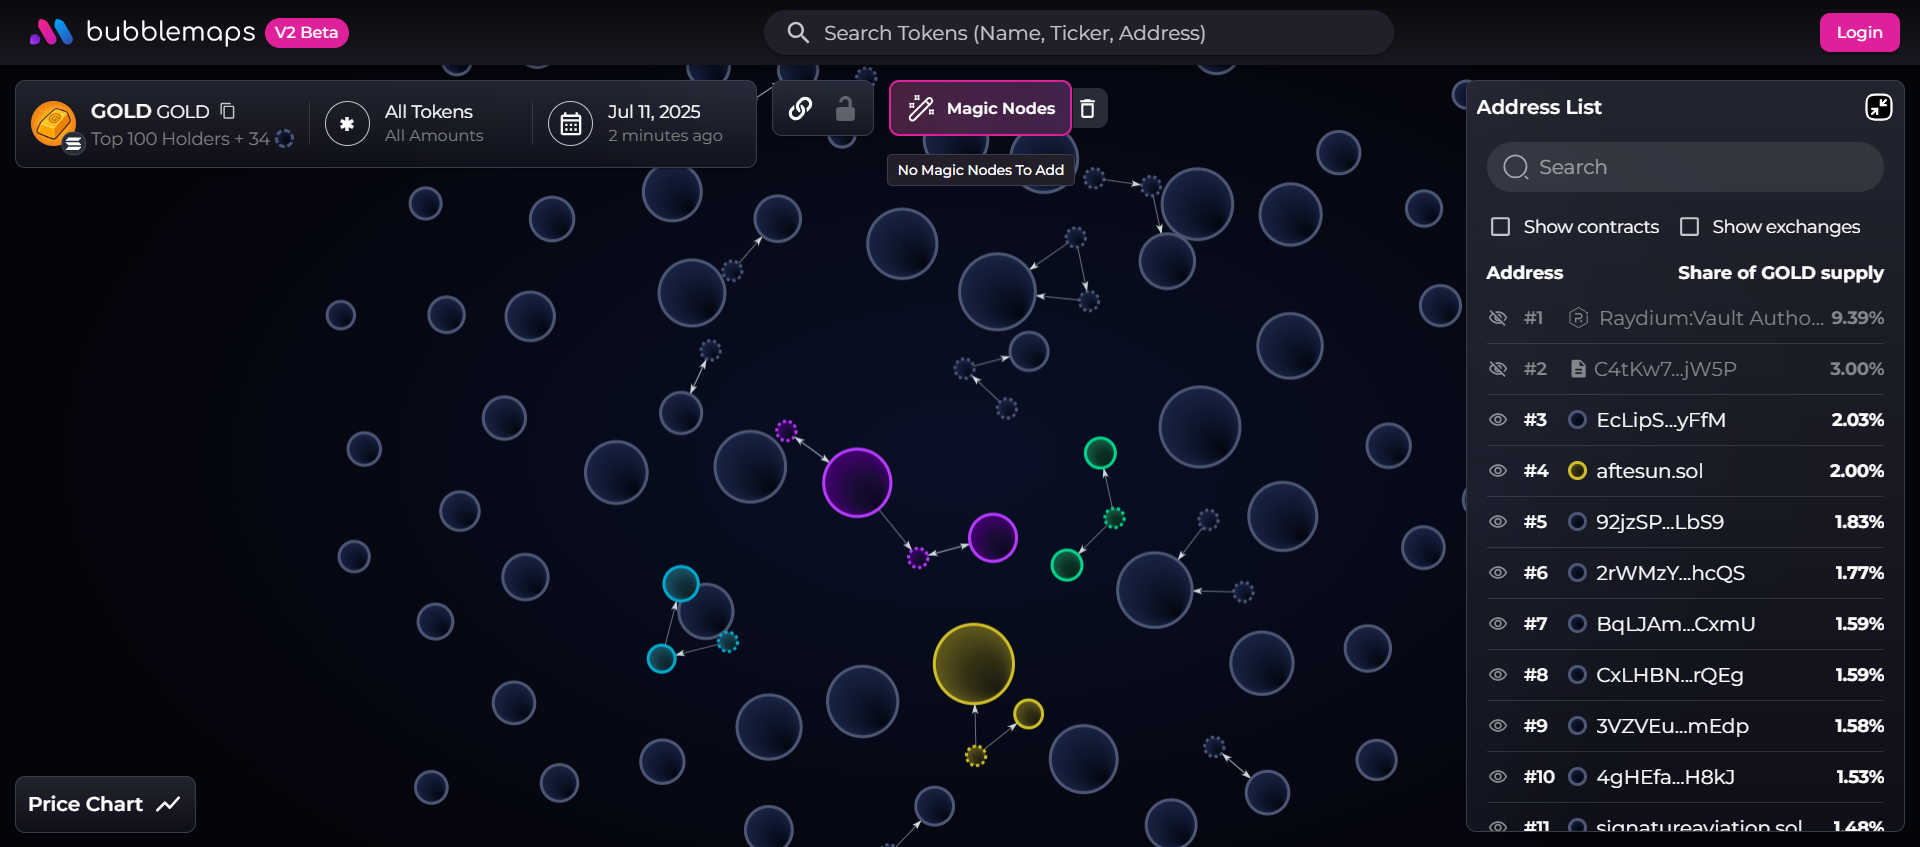 bubblemaps V2 Beta
Search Tokens (Name, Ticker, Address)
Login
GOLD GOLD
Top 100 Holders + 34
All Tokens
All Amounts
Jul 11, 2025
2 minutes ago
Magic Nodes
No Magic Nodes To Add
Address List
Search
Show contracts Show exchanges
Address Share of GOLD supply
#1 Raydium:Vault Autho... 9.39%
#2 C4tKw7...jW5P 3.00%
#3 EcLipS...yFfM 2.03%
#4 aftesun.sol 2.00%
#5 92jzSP...LbS9 1.83%
#6 2rWMzY...hcQS 1.77%
#7 BqLJAm...CxmU 1.59%
#8 CxLHBN...rQEg 1.59%
#9 3VZVEu...mEdp 1.58%
#10 4gHEfa...H8kJ 1.53%
#11 signatureaviation.sol 1.48%
Price Chart